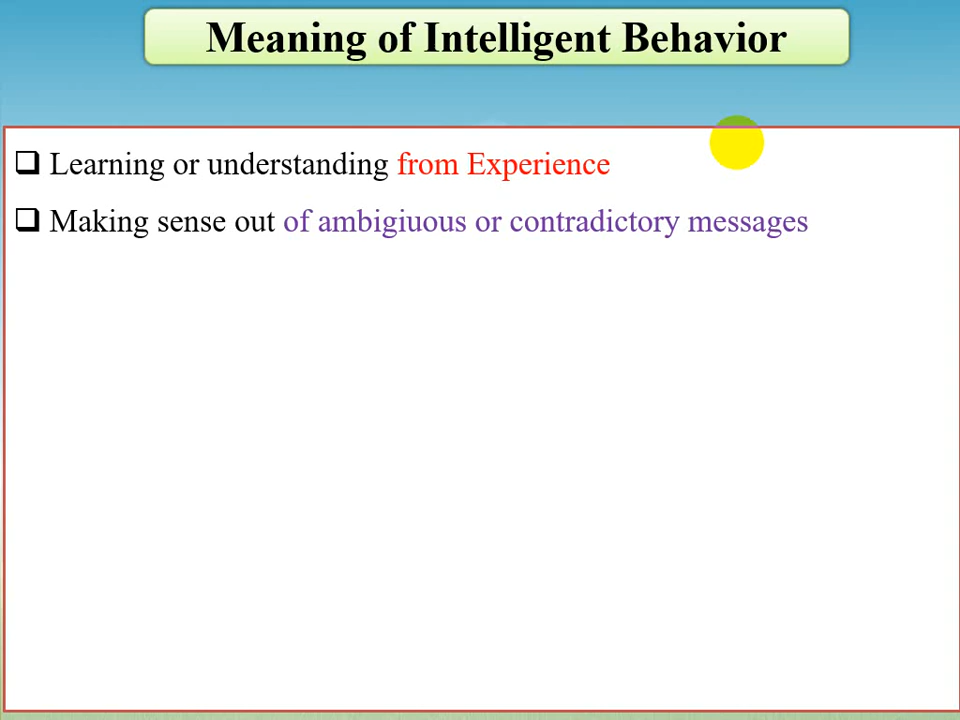 Meaning of Intelligent Behavior
❑ Learning or understanding from Experience
❑ Making sense out of ambigiuous or contradictory messages